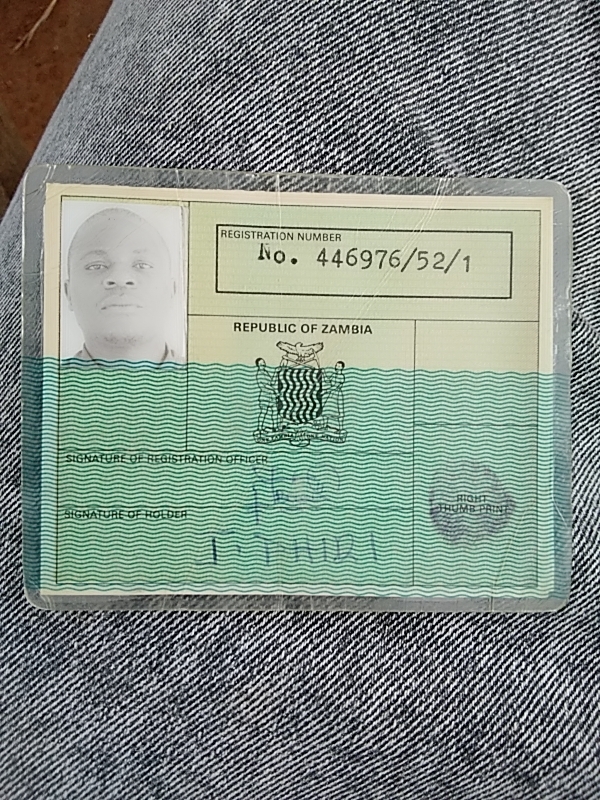 REGISTRATION NUMBER
No. 446976/52/1
REPUBLIC OF ZAMBIA
SIGNATURE OF REGISTRATION OFFICER
SIGNATURE OF HOLDER
RIGHT
THUMB PRINT